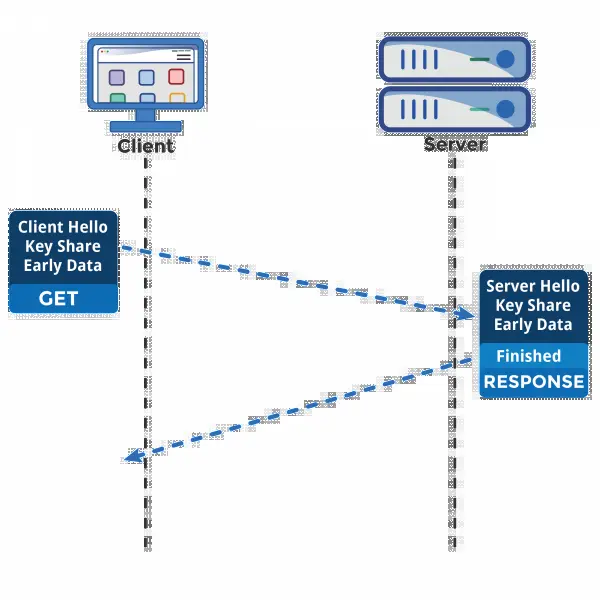 Client
Server
Client Hello
Key Share
Early Data
GET
Server Hello
Key Share
Early Data
Finished
RESPONSE